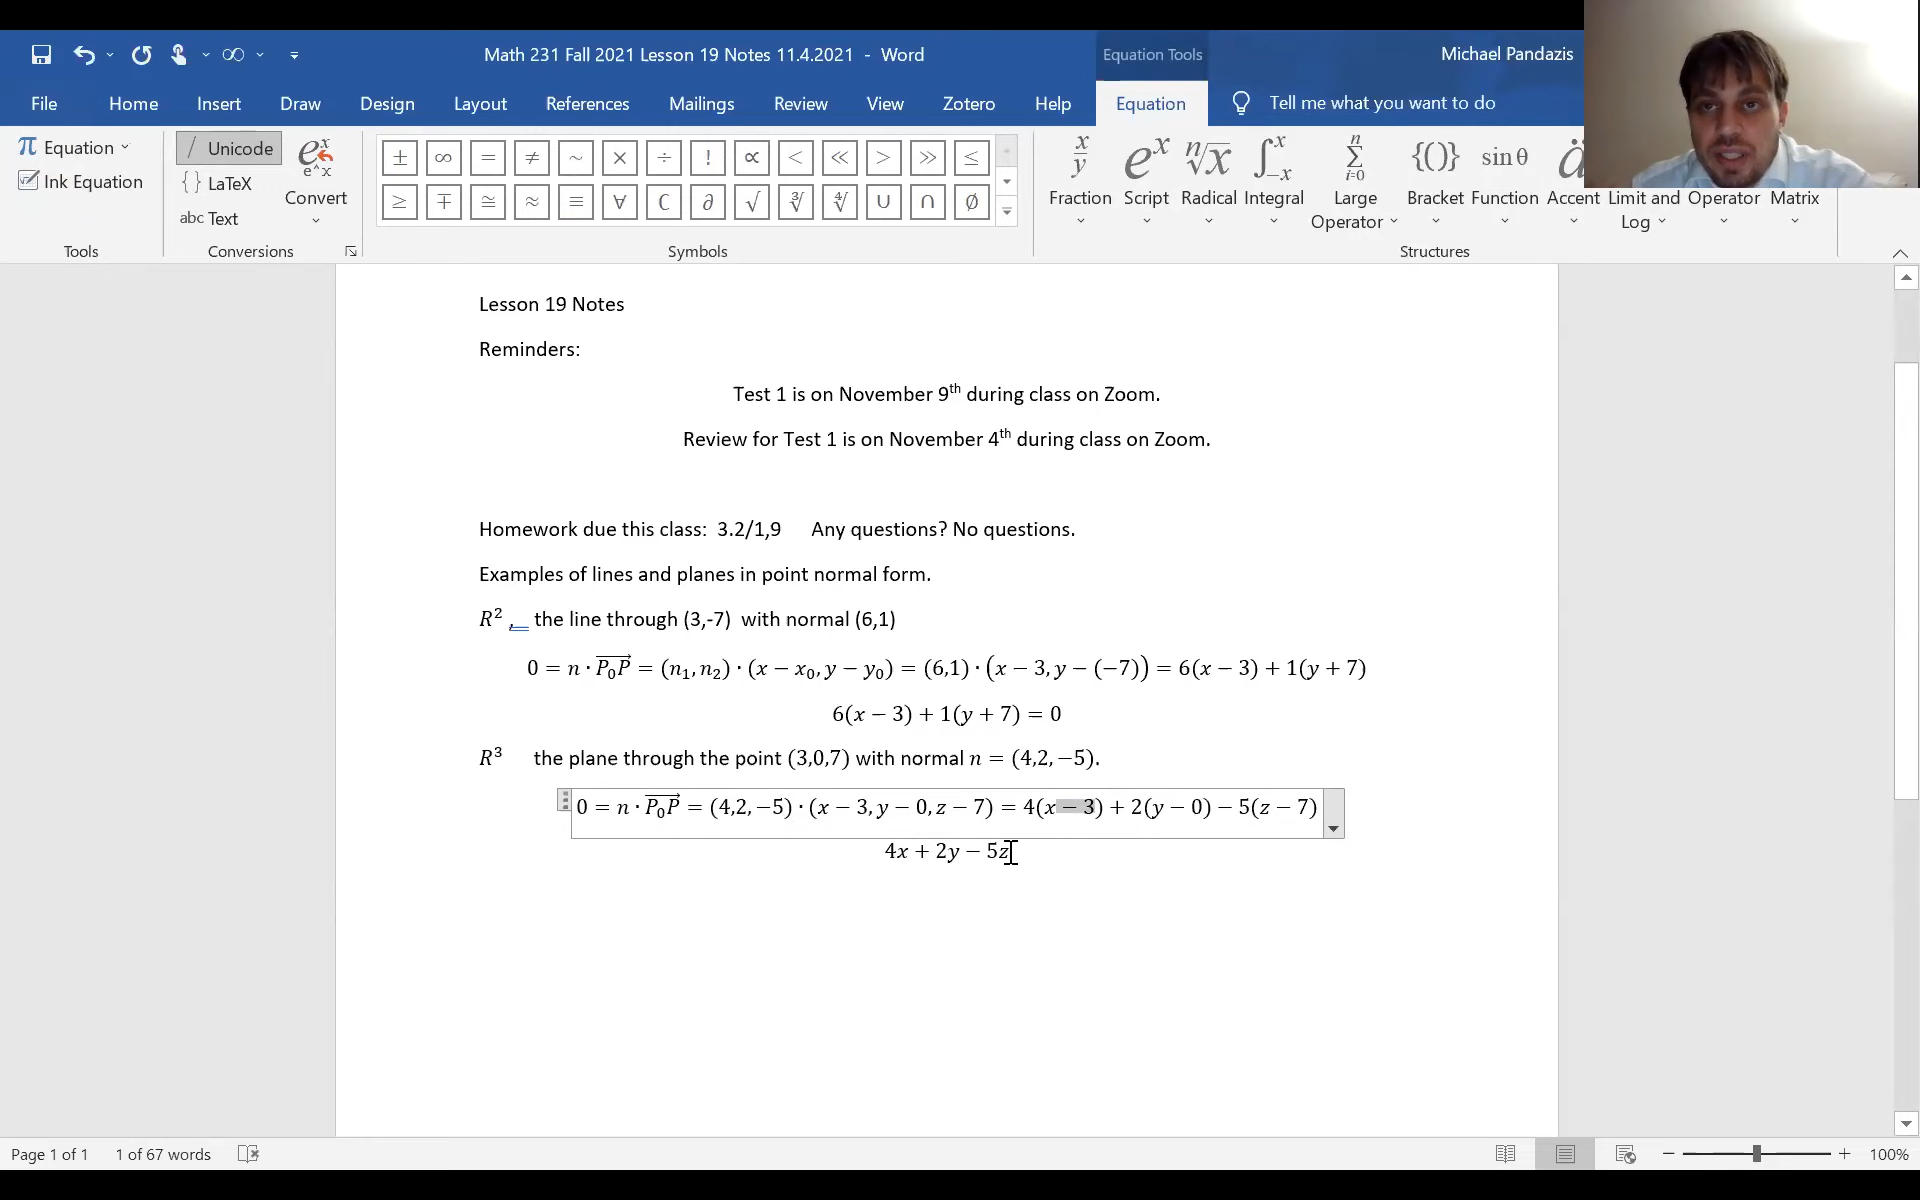 Math 231 Fall 2021 Lesson 19 Notes 11.4.2021 - Word
Equation Tools
Michael Pandazis
File Home Insert Draw Design Layout References Mailings Review View Zotero Help Equation Tell me what you want to do
π Equation
Ink Equation
Tools
/ Unicode
{} LaTeX
abc Text
e^x
Convert
Conversions
± ∞ = ≠ ~ × ÷ ! ∝ < ≪ > ≫ ≤
≥ ∓ ≅ ≈ ≡ ∀ ∁ ∂ √ ∛ ∜ ∪ ∩ ∅
Symbols
x/y Fraction
eˣ Script
ⁿ√x Radical
∫₋ₓˣ Integral
n ∑ i=0 Large Operator
{()} Bracket
sinθ Function
ä Accent
Limit and Log
Operator
Matrix
Structures
Lesson 19 Notes
Reminders:
Test 1 is on November 9th during class on Zoom.
Review for Test 1 is on November 4th during class on Zoom.
Homework due this class: 3.2/1,9 Any questions? No questions.
Examples of lines and planes in point normal form.
R² , the line through (3,-7) with normal (6,1)
0 = n · P₀P⃗ = (n₁, n₂) · (x − x₀, y − y₀) = (6,1) · (x − 3, y − (−7)) = 6(x − 3) + 1(y + 7)
6(x − 3) + 1(y + 7) = 0
R³ the plane through the point (3,0,7) with normal n = (4,2, −5).
0 = n · P₀P⃗ = (4,2, −5) · (x − 3, y − 0, z − 7) = 4(x − 3) + 2(y − 0) − 5(z − 7)
4x + 2y − 5z
Page 1 of 1 1 of 67 words 100%